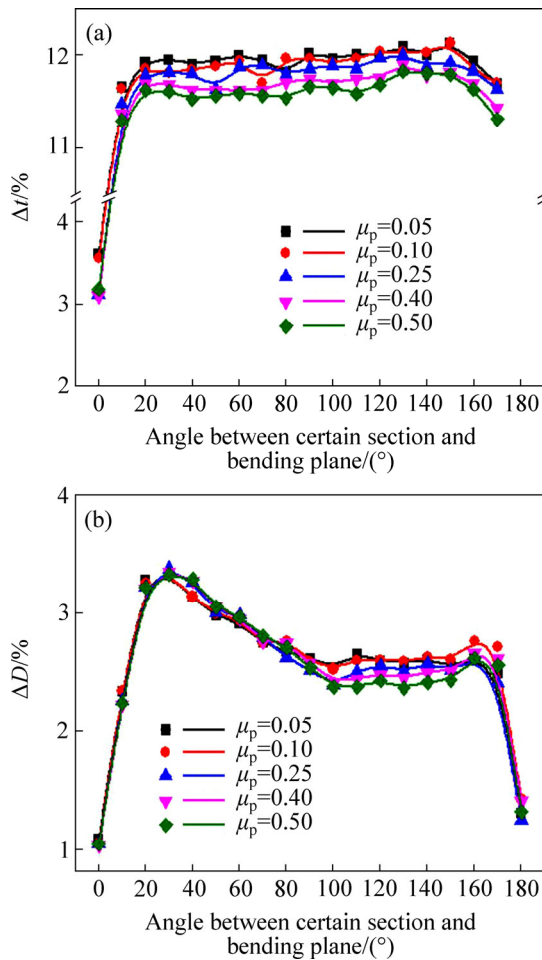 (a)
12
11
4
3
2
Δt/%
μp=0.05
μp=0.10
μp=0.25
μp=0.40
μp=0.50
0 20 40 60 80 100 120 140 160 180
Angle between certain section and
bending plane/(°)
(b)
4
3
2
1
ΔD/%
μp=0.05
μp=0.10
μp=0.25
μp=0.40
μp=0.50
0 20 40 60 80 100 120 140 160 180
Angle between certain section and
bending plane/(°)